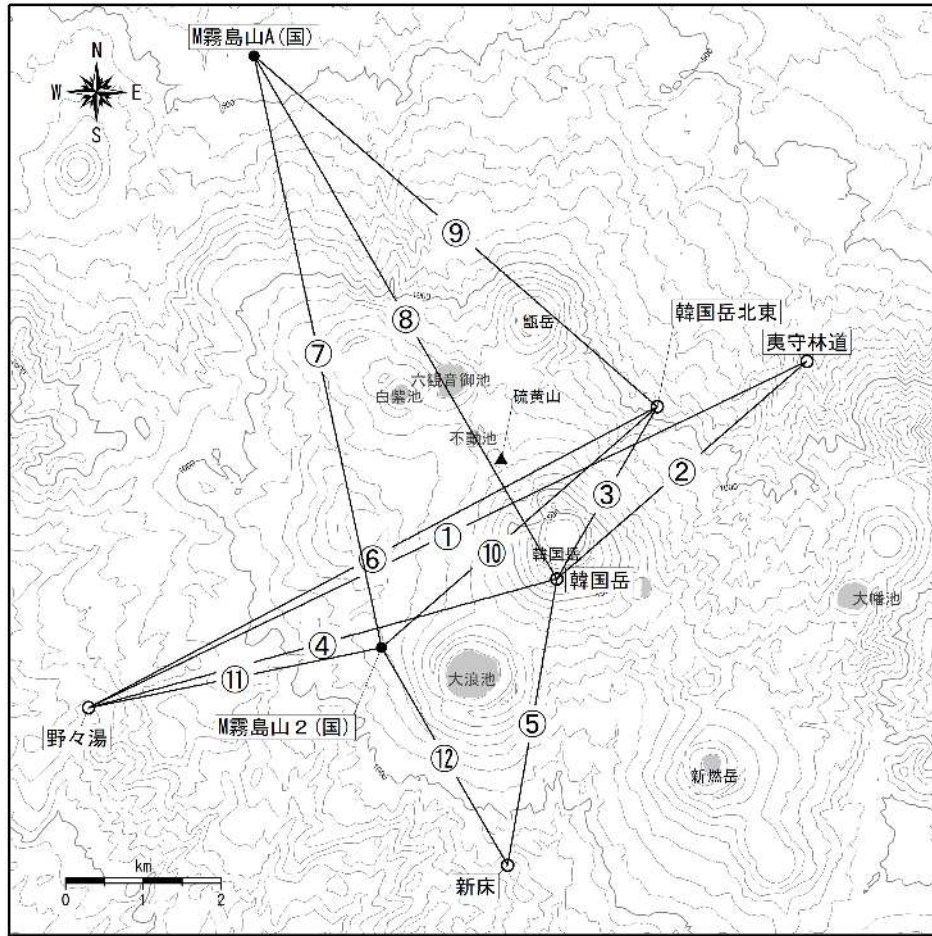 M霧島山A(国)
N
W E
S
⑨
韓国岳北東
甑岳
夷守林道
⑧
⑦
六観音御池
白紫池
硫黄山
不動池
②
③
①
⑩
⑥
韓国岳
韓国岳
大幡池
④
⑪
大浪池
野々湯
M霧島山2(国)
⑤
⑫
新燃岳
新床
km
0 1 2